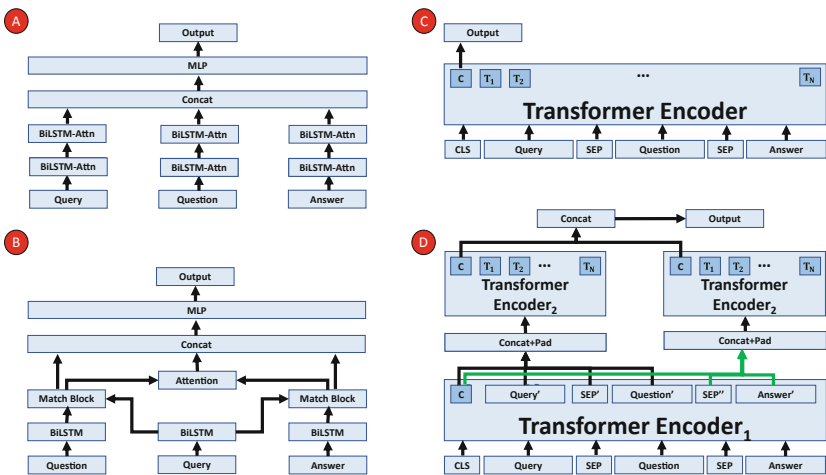 A
Output
MLP
Concat
BiLSTM-Attn BiLSTM-Attn BiLSTM-Attn
BiLSTM-Attn BiLSTM-Attn BiLSTM-Attn
Query Question Answer
B
Output
MLP
Concat
Attention
Match Block Match Block
BiLSTM BiLSTM BiLSTM
Question Query Answer
C
Output
C T1 T2 ... TN
Transformer Encoder
CLS Query SEP Question SEP Answer
D
Concat Output
C T1 T2 ... TN C T1 T2 ... TN
Transformer Transformer
Encoder2 Encoder2
Concat+Pad Concat+Pad
C Query' SEP' Question' SEP'' Answer'
Transformer Encoder1
CLS Query SEP Question SEP Answer